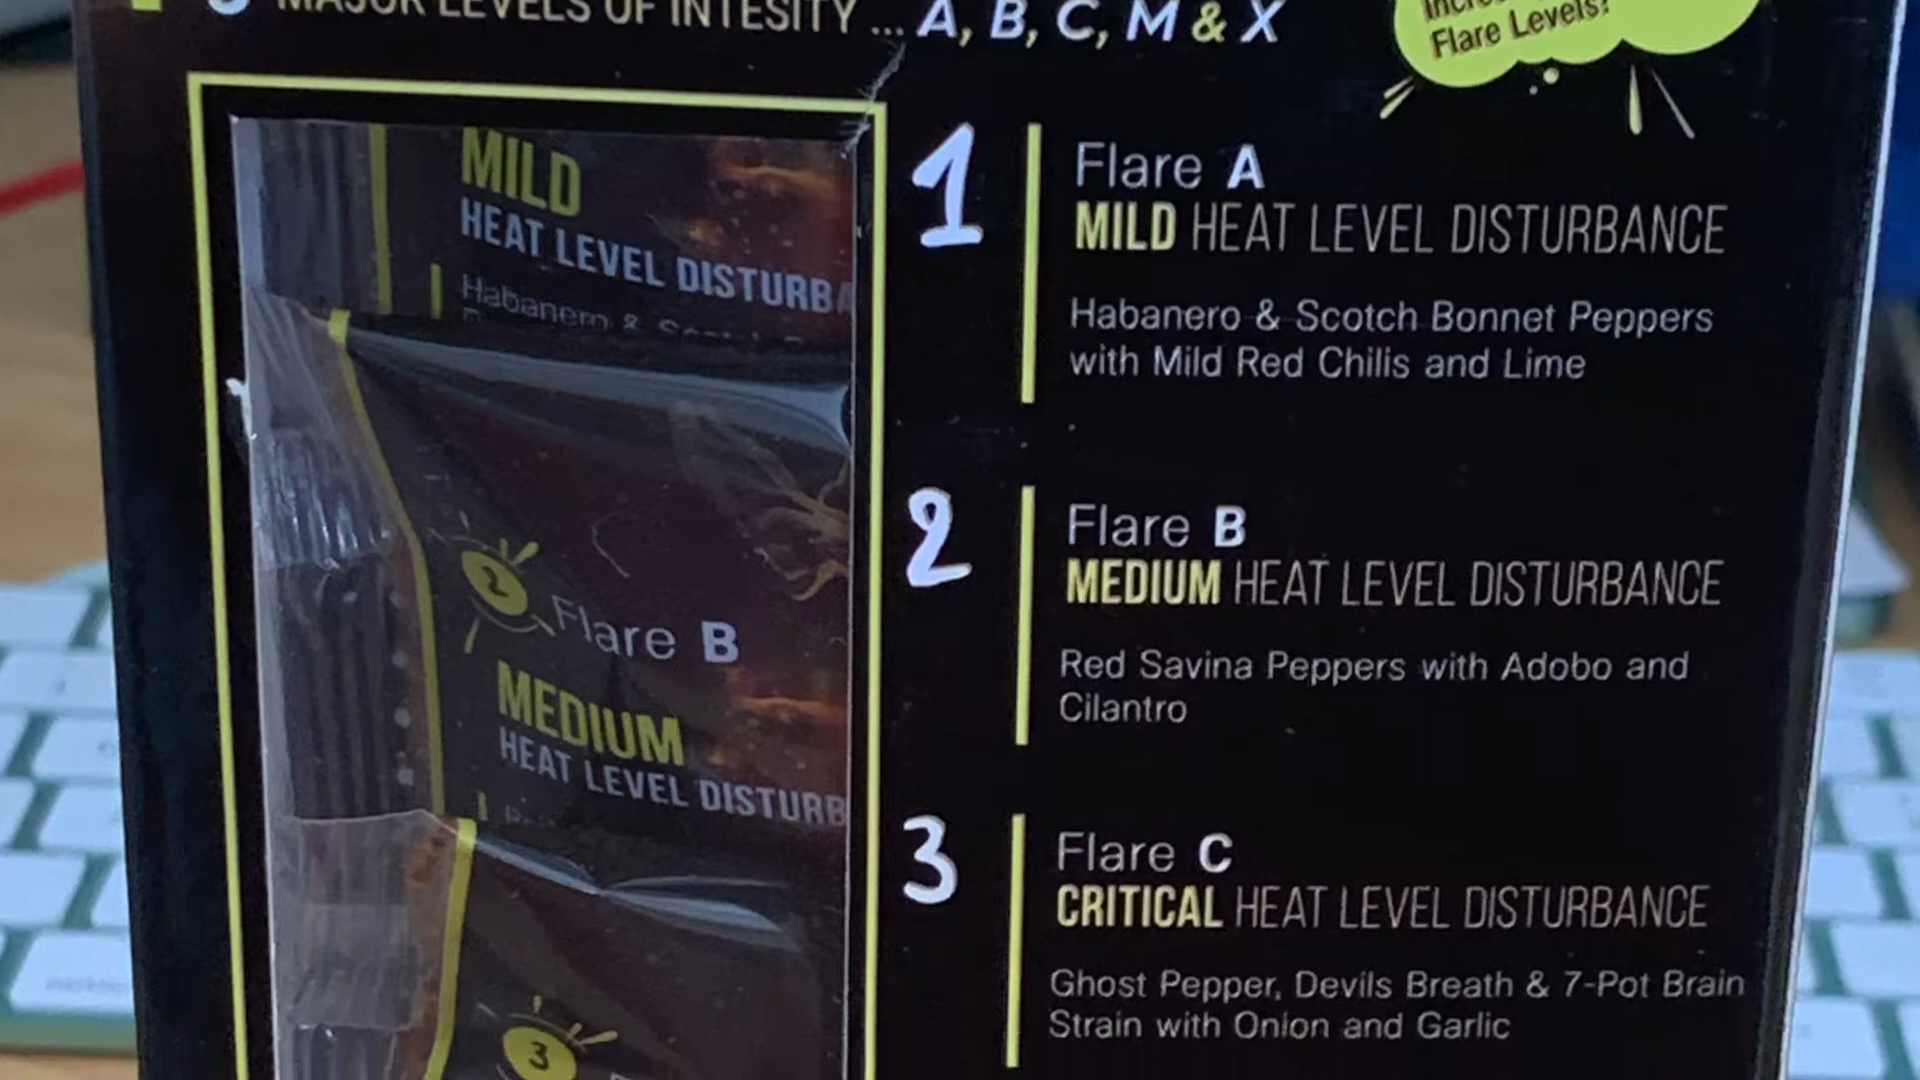 MAJOR LEVELS OF INTESITY ... A, B, C, M & X
Flare Levels!
MILD
HEAT LEVEL DISTURBA
Habanero &
2
Flare B
MEDIUM
HEAT LEVEL DISTURB
3
1
Flare A
MILD HEAT LEVEL DISTURBANCE
Habanero & Scotch Bonnet Peppers
with Mild Red Chilis and Lime
2
Flare B
MEDIUM HEAT LEVEL DISTURBANCE
Red Savina Peppers with Adobo and
Cilantro
3
Flare C
CRITICAL HEAT LEVEL DISTURBANCE
Ghost Pepper, Devils Breath & 7-Pot Brain
Strain with Onion and Garlic